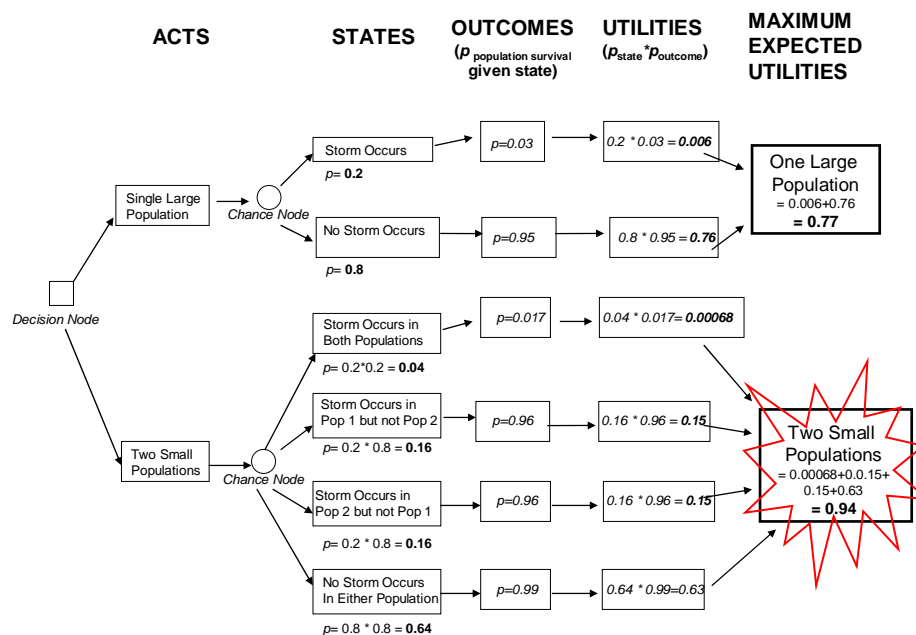 ACTS
STATES
OUTCOMES
(p population survival
given state)
UTILITIES
(pstate*poutcome)
MAXIMUM
EXPECTED
UTILITIES
Decision Node
Single Large
Population
Chance Node
Storm Occurs
p= 0.2
p=0.03
0.2 * 0.03 = 0.006
No Storm Occurs
p= 0.8
p=0.95
0.8 * 0.95 = 0.76
One Large
Population
= 0.006+0.76
= 0.77
Two Small
Populations
Chance Node
Storm Occurs in
Both Populations
p= 0.2*0.2 = 0.04
p=0.017
0.04 * 0.017= 0.00068
Storm Occurs in
Pop 1 but not Pop 2
p= 0.2 * 0.8 = 0.16
p=0.96
0.16 * 0.96 = 0.15
Storm Occurs in
Pop 2 but not Pop 1
p= 0.2 * 0.8 = 0.16
p=0.96
0.16 * 0.96 = 0.15
No Storm Occurs
In Either Population
p= 0.8 * 0.8 = 0.64
p=0.99
0.64 * 0.99=0.63
Two Small
Populations
= 0.00068+0.0.15+
0.15+0.63
= 0.94